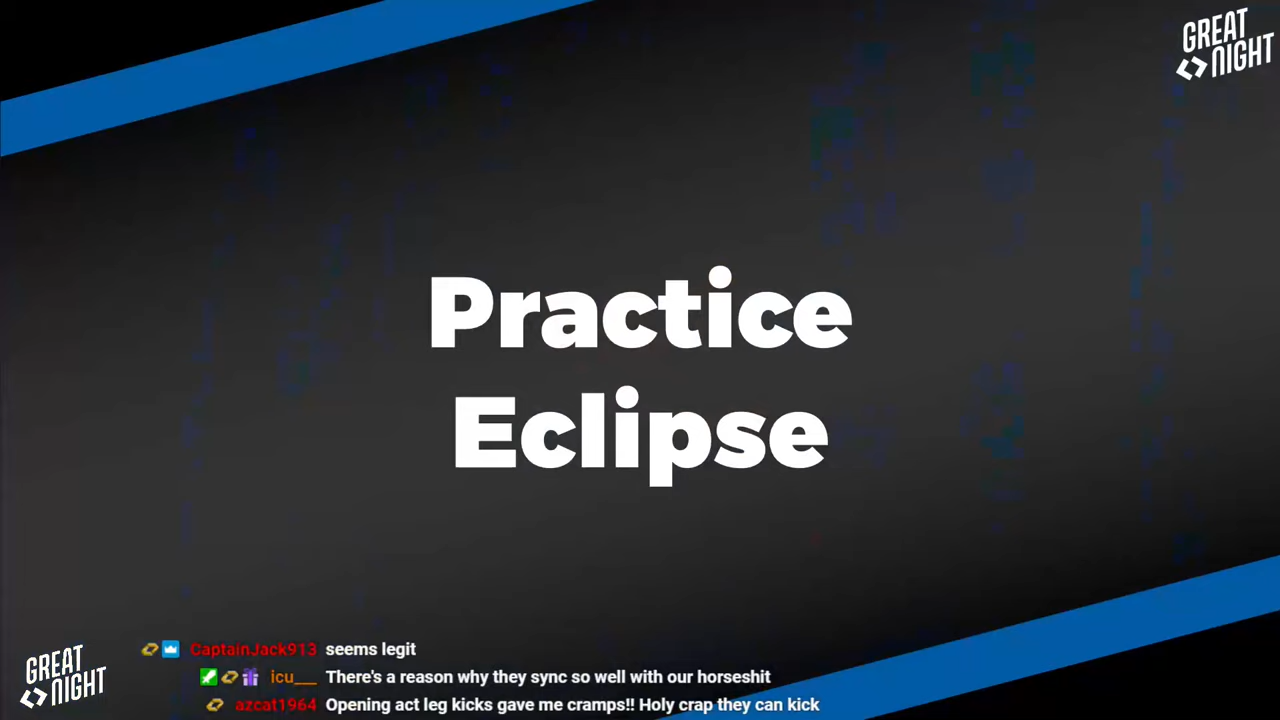 GREAT
NIGHT
Practice
Eclipse
CaptainJack913 seems legit
icu___ There's a reason why they sync so well with our horseshit
azcat1964 Opening act leg kicks gave me cramps!! Holy crap they can kick
GREAT
NIGHT